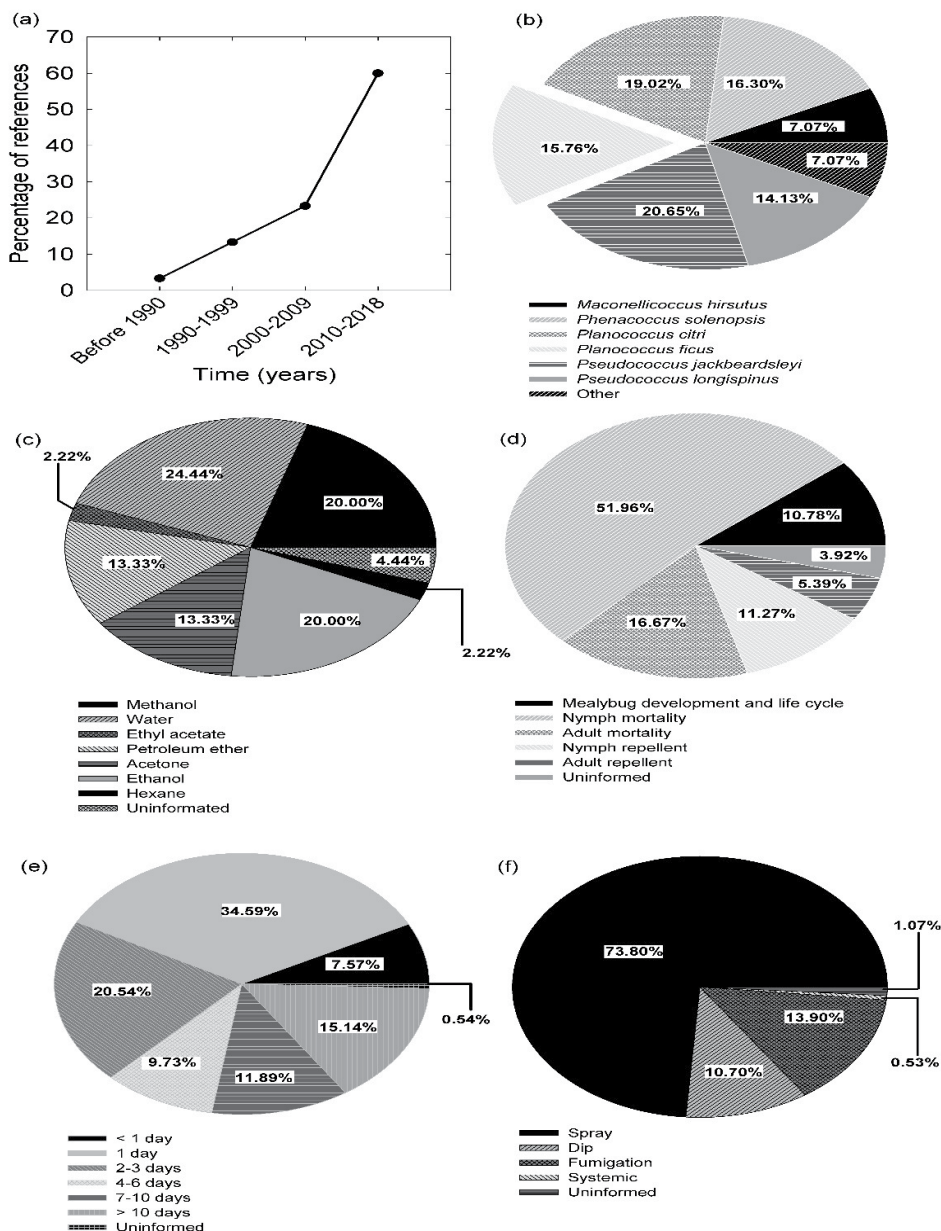 (a)
70
60
50
40
30
20
10
0
Percentage of references
Before 1990
1990-1999
2000-2009
2010-2018
Time (years)
(b)
19.02%
16.30%
7.07%
15.76%
7.07%
20.65%
14.13%
Maconellicoccus hirsutus
Phenacoccus solenopsis
Planococcus citri
Planococcus ficus
Pseudococcus jackbeardsleyi
Pseudococcus longispinus
Other
(c)
2.22%
24.44%
20.00%
4.44%
13.33%
13.33%
20.00%
2.22%
Methanol
Water
Ethyl acetate
Petroleum ether
Acetone
Ethanol
Hexane
Uninformated
(d)
51.96%
10.78%
3.92%
5.39%
11.27%
16.67%
Mealybug development and life cycle
Nymph mortality
Adult mortality
Nymph repellent
Adult repellent
Uninformed
(e)
34.59%
7.57%
20.54%
0.54%
15.14%
9.73%
11.89%
< 1 day
1 day
2-3 days
4-6 days
7-10 days
> 10 days
Uninformed
(f)
1.07%
73.80%
13.90%
0.53%
10.70%
Spray
Dip
Fumigation
Systemic
Uninformed